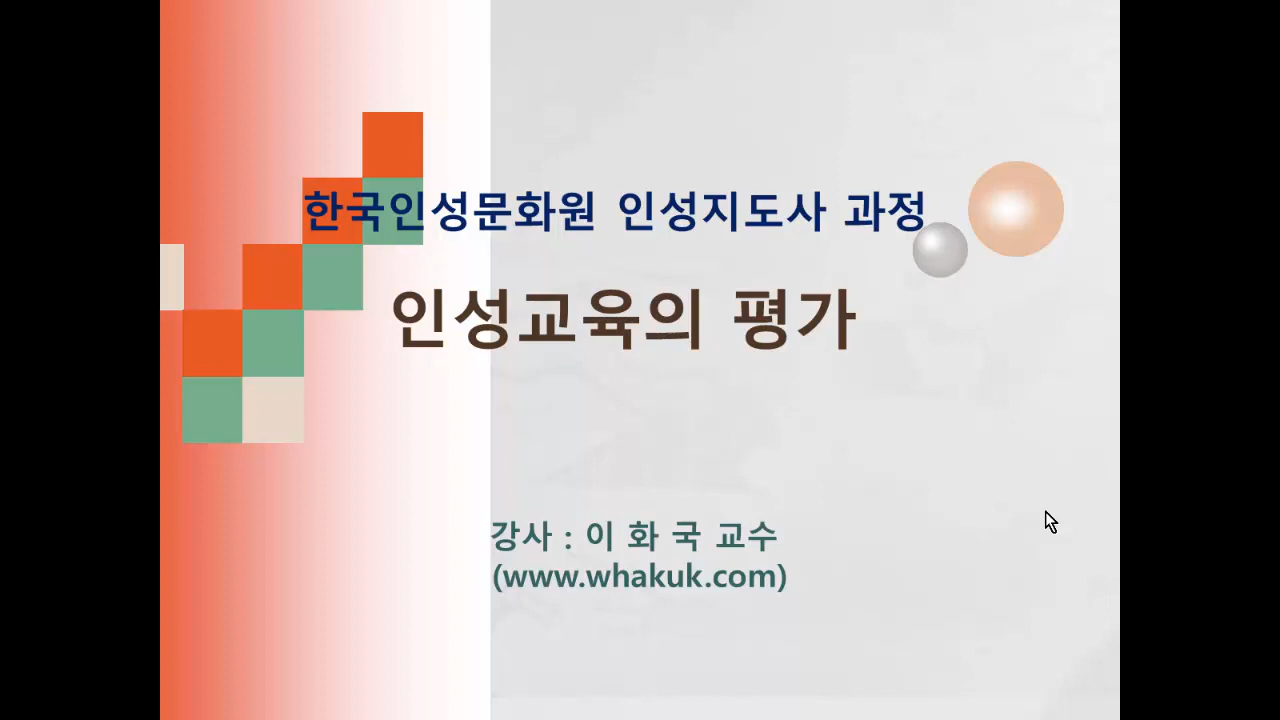 한국인성문화원 인성지도사 과정
인성교육의 평가
강사 : 이 화 국 교수
(www.whakuk.com)